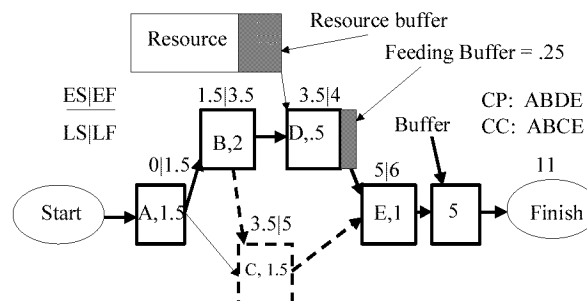 Resource
Resource buffer
Feeding Buffer = .25
ES|EF
LS|LF
1.5|3.5
3.5|4
CP: ABDE
CC: ABCE
B,2
D,.5
Buffer
0|1.5
5|6
11
Start
A,1.5
E,1
5
Finish
3.5|5
C, 1.5